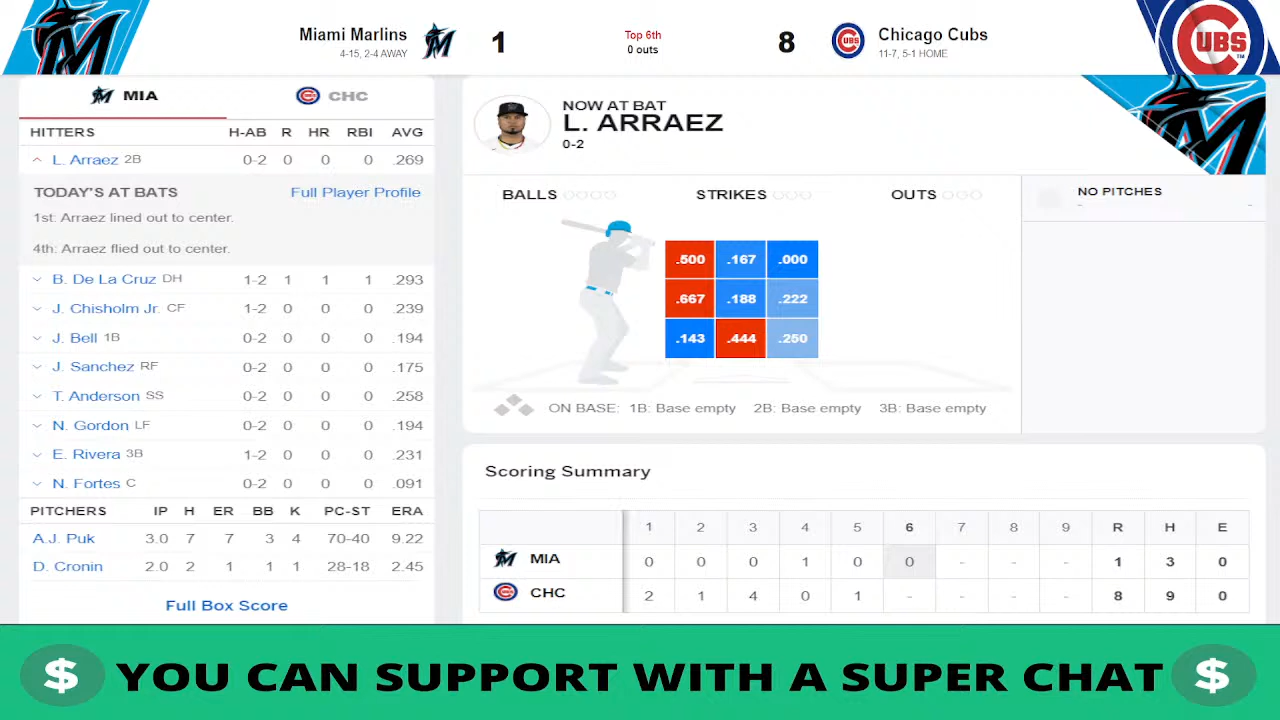 Miami Marlins
4-15, 2-4 AWAY
1
Top 6th
0 outs
8
Chicago Cubs
11-7, 5-1 HOME
CUBS
CUBS
TM
MIA
CHC
HITTERS H-AB R HR RBI AVG
L. Arraez 2B 0-2 0 0 0 .269
TODAY'S AT BATS Full Player Profile
1st: Arraez lined out to center.
4th: Arraez flied out to center.
B. De La Cruz DH 1-2 1 1 1 .293
J. Chisholm Jr. CF 1-2 0 0 0 .239
J. Bell 1B 0-2 0 0 0 .194
J. Sanchez RF 0-2 0 0 0 .175
T. Anderson SS 0-2 0 0 0 .258
N. Gordon LF 0-2 0 0 0 .194
E. Rivera 3B 1-2 0 0 0 .231
N. Fortes C 0-2 0 0 0 .091
PITCHERS IP H ER BB K PC-ST ERA
A.J. Puk 3.0 7 7 3 4 70-40 9.22
D. Cronin 2.0 2 1 1 1 28-18 2.45
Full Box Score
NOW AT BAT
L. ARRAEZ
0-2
BALLS STRIKES OUTS
NO PITCHES
- -
.500 .167 .000
.667 .188 .222
.143 .444 .250
ON BASE: 1B: Base empty 2B: Base empty 3B: Base empty
Scoring Summary
1 2 3 4 5 6 7 8 9 R H E
MIA 0 0 0 1 0 0 - - - 1 3 0
CHC 2 1 4 0 1 - - - - 8 9 0
$ YOU CAN SUPPORT WITH A SUPER CHAT $